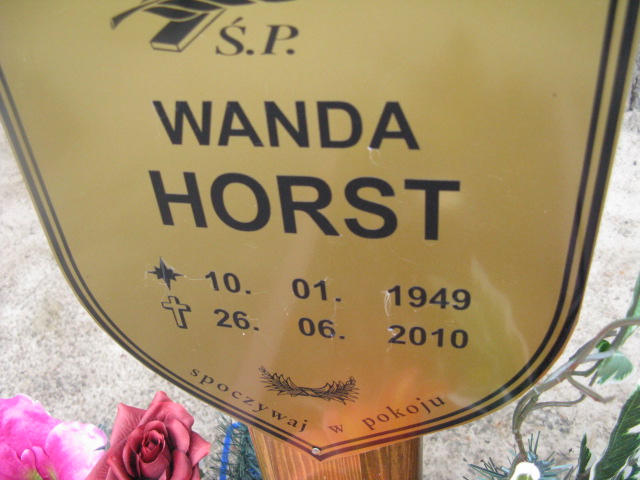 Ś.P.
WANDA
HORST
10. 01. 1949
26. 06. 2010
spoczywaj w pokoju